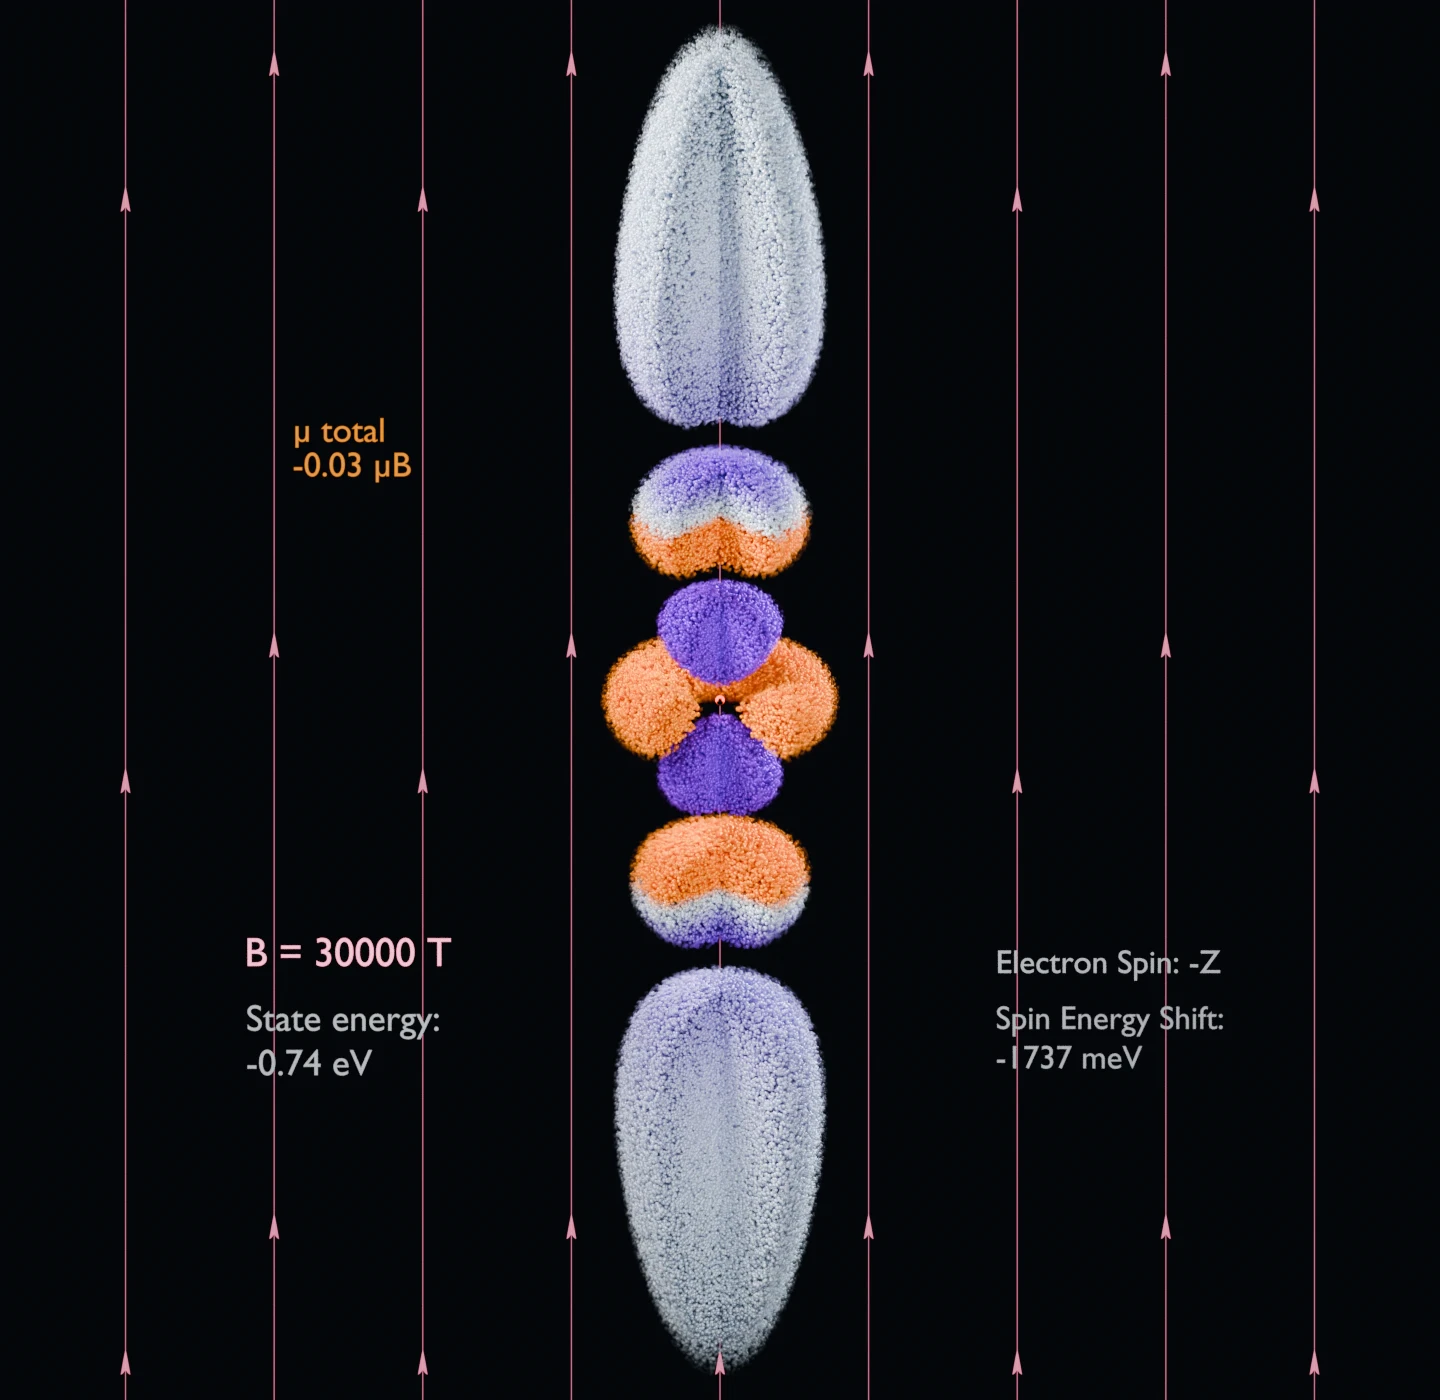 μ total
-0.03 μB
B = 30000 T
State energy:
-0.74 eV
Electron Spin: -Z
Spin Energy Shift:
-1737 meV